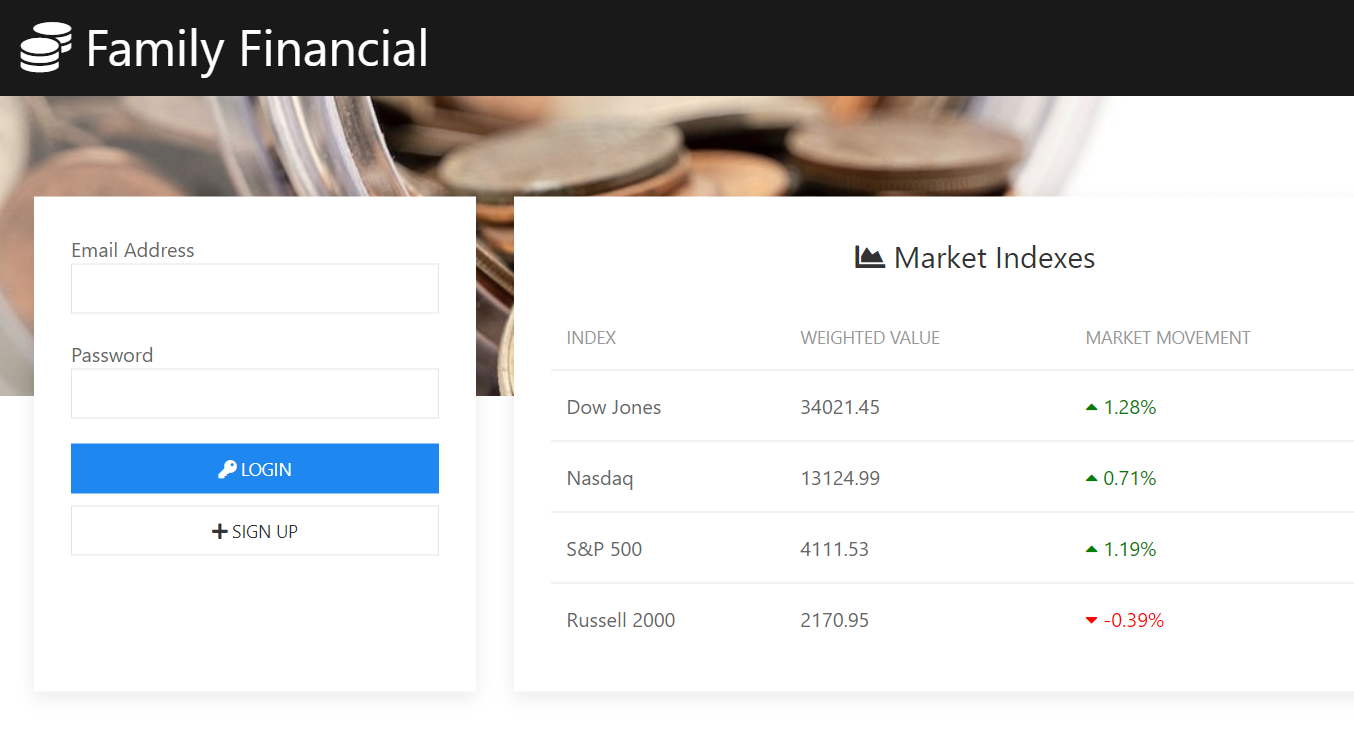 Family Financial
Email Address
Password
LOGIN
SIGN UP
Market Indexes
INDEX WEIGHTED VALUE MARKET MOVEMENT
Dow Jones 34021.45 1.28%
Nasdaq 13124.99 0.71%
S&P 500 4111.53 1.19%
Russell 2000 2170.95 -0.39%